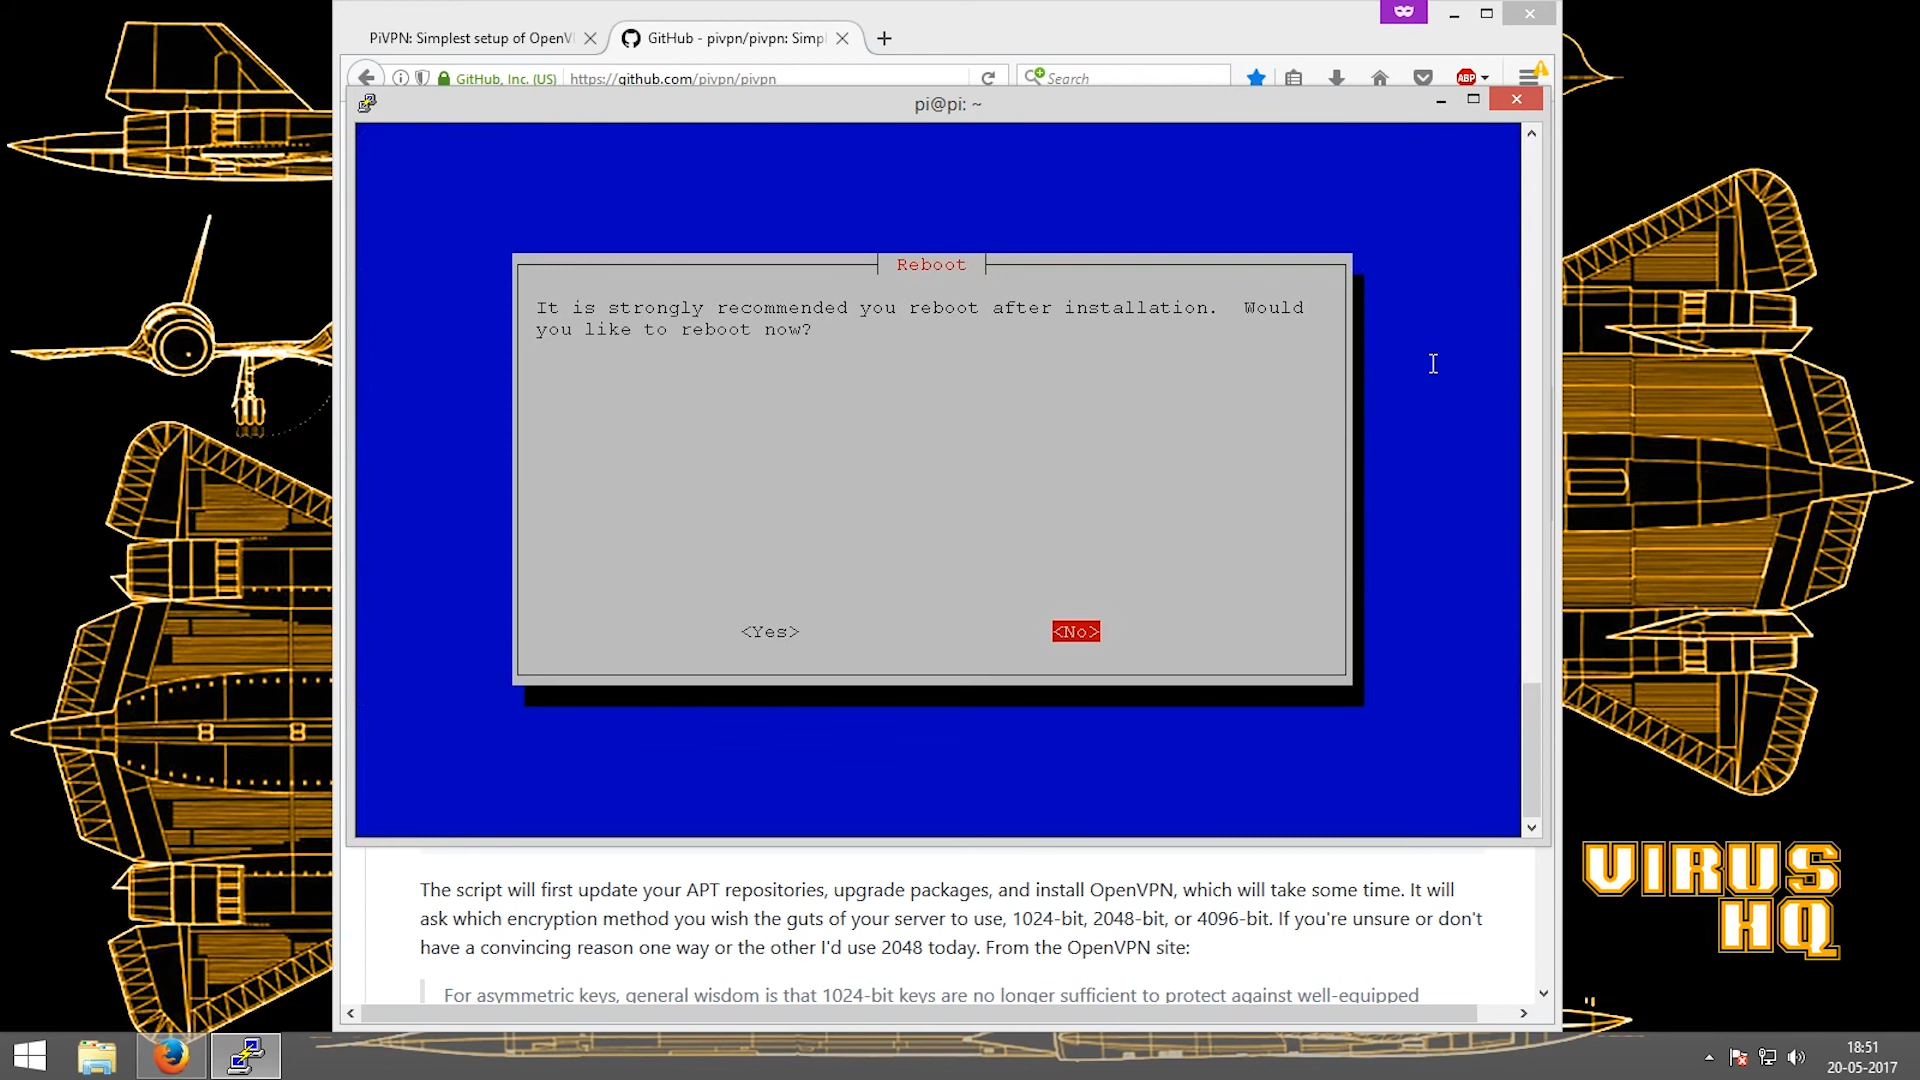 PiVPN: Simplest setup of OpenV
GitHub - pivpn/pivpn: Simpl
GitHub, Inc. (US)
https://github.com/pivpn/pivpn
Search
ABP
pi@pi: ~
Reboot
It is strongly recommended you reboot after installation. Would
you like to reboot now?
<Yes>
<No>
The script will first update your APT repositories, upgrade packages, and install OpenVPN, which will take some time. It will
ask which encryption method you wish the guts of your server to use, 1024-bit, 2048-bit, or 4096-bit. If you're unsure or don't
have a convincing reason one way or the other I'd use 2048 today. From the OpenVPN site:
For asymmetric keys, general wisdom is that 1024-bit keys are no longer sufficient to protect against well-equipped
VIRUS
HQ
18:51
20-05-2017